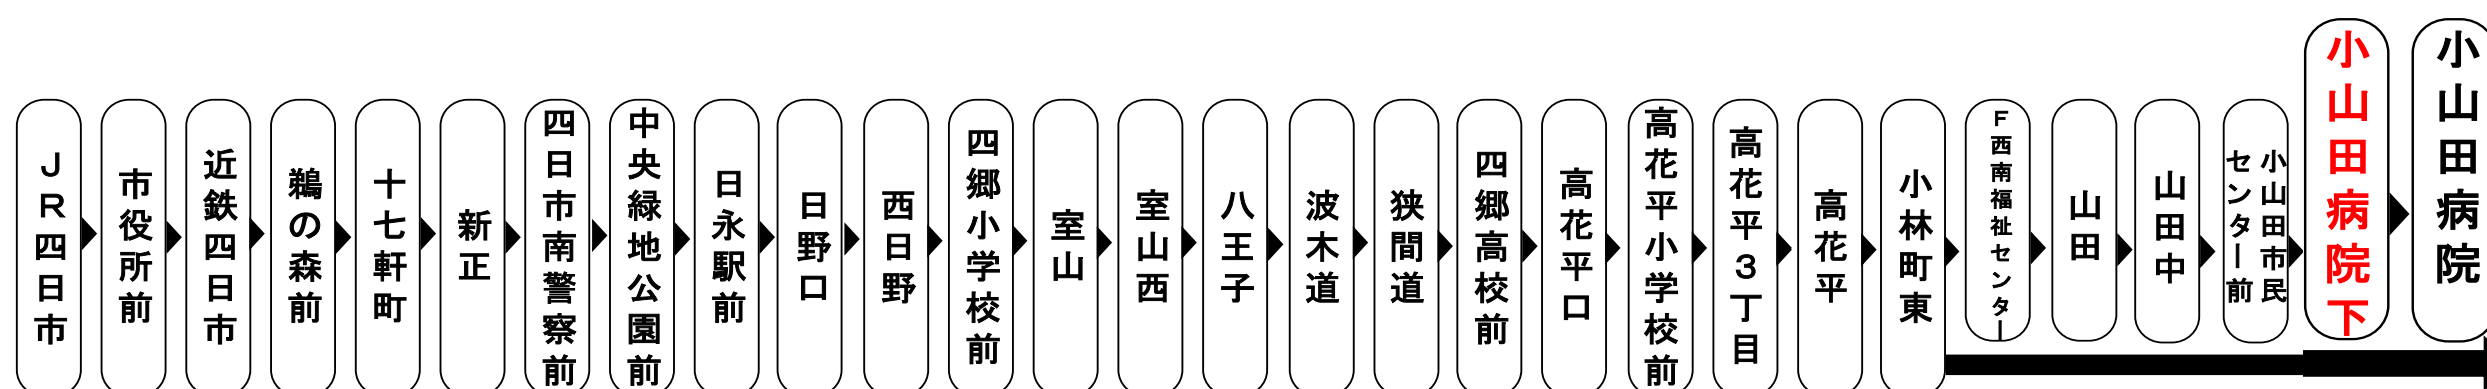 ＪＲ四日市
市役所前
近鉄四日市
鵜の森前
十七軒町
新正
四日市南警察前
中央緑地公園前
日永駅前
日野口
西日野
四郷小学校前
室山
室山西
八王子
波木道
狭間道
四郷高校前
高花平口
高花平小学校前
高花平３丁目
高花平
小林町東
Ｆ西南福祉センター
山田
山田中
小山田市民
センター前
小山田病院下
小山田病院